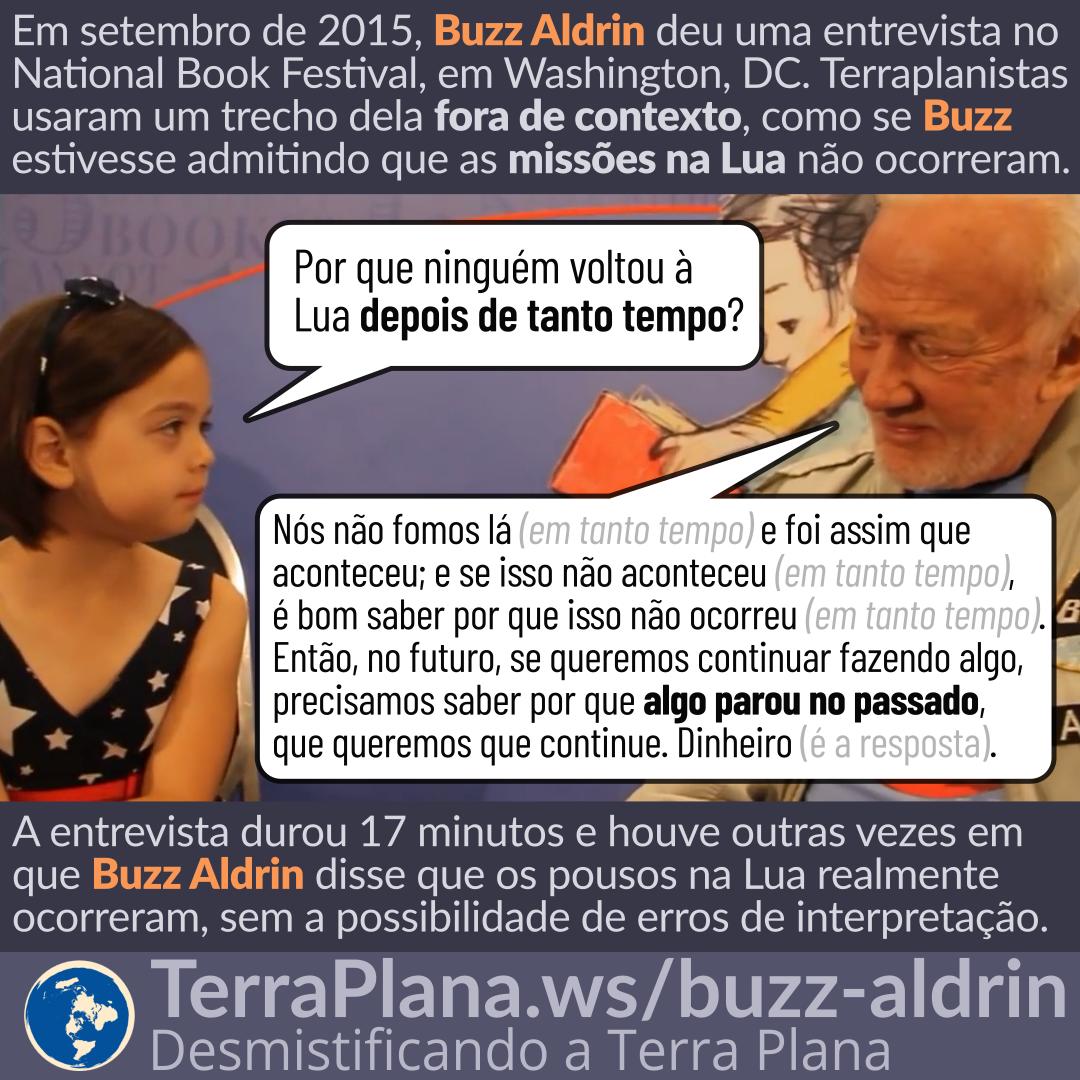 Em setembro de 2015, Buzz Aldrin deu uma entrevista no
National Book Festival, em Washington, DC. Terraplanistas
usaram um trecho dela fora de contexto, como se Buzz
estivesse admitindo que as missões na Lua não ocorreram.
BOOK
Por que ninguém voltou à
Lua depois de tanto tempo?
Nós não fomos lá (em tanto tempo) e foi assim que
aconteceu; e se isso não aconteceu (em tanto tempo),
é bom saber por que isso não ocorreu (em tanto tempo).
Então, no futuro, se queremos continuar fazendo algo,
precisamos saber por que algo parou no passado,
que queremos que continue. Dinheiro (é a resposta).
A entrevista durou 17 minutos e houve outras vezes em
que Buzz Aldrin disse que os pousos na Lua realmente
ocorreram, sem a possibilidade de erros de interpretação.
TerraPlana.ws/buzz-aldrin
Desmistificando a Terra Plana